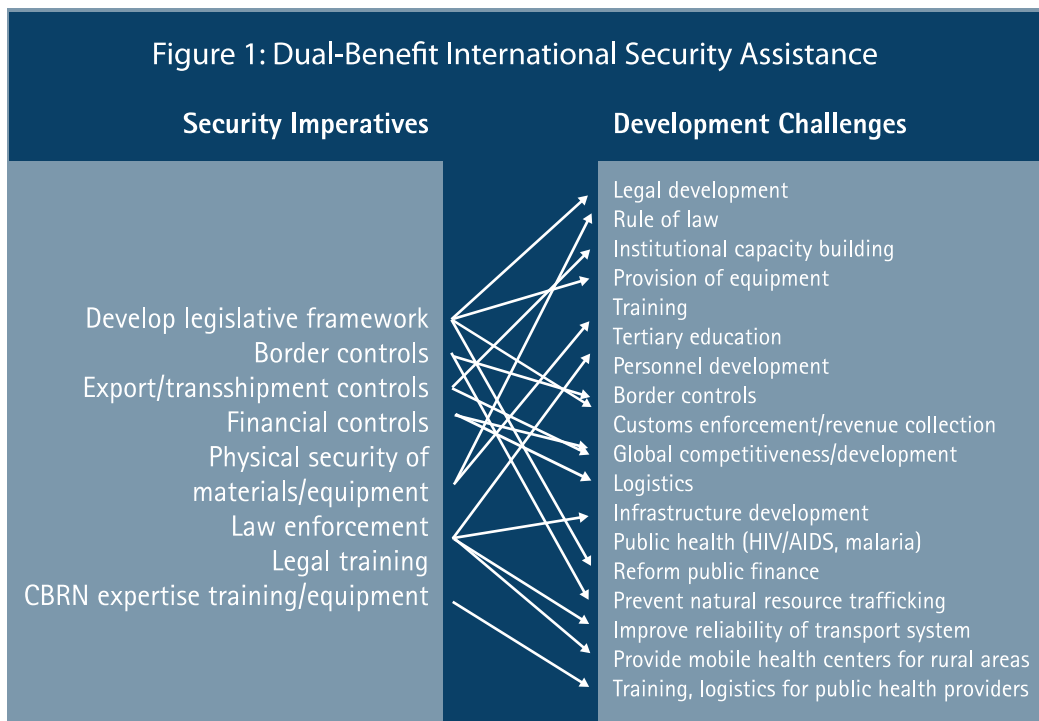 Figure 1: Dual-Benefit International Security Assistance
Security Imperatives
Development Challenges
Develop legislative framework
Border controls
Export/transshipment controls
Financial controls
Physical security of
materials/equipment
Law enforcement
Legal training
CBRN expertise training/equipment
Legal development
Rule of law
Institutional capacity building
Provision of equipment
Training
Tertiary education
Personnel development
Border controls
Customs enforcement/revenue collection
Global competitiveness/development
Logistics
Infrastructure development
Public health (HIV/AIDS, malaria)
Reform public finance
Prevent natural resource trafficking
Improve reliability of transport system
Provide mobile health centers for rural areas
Training, logistics for public health providers